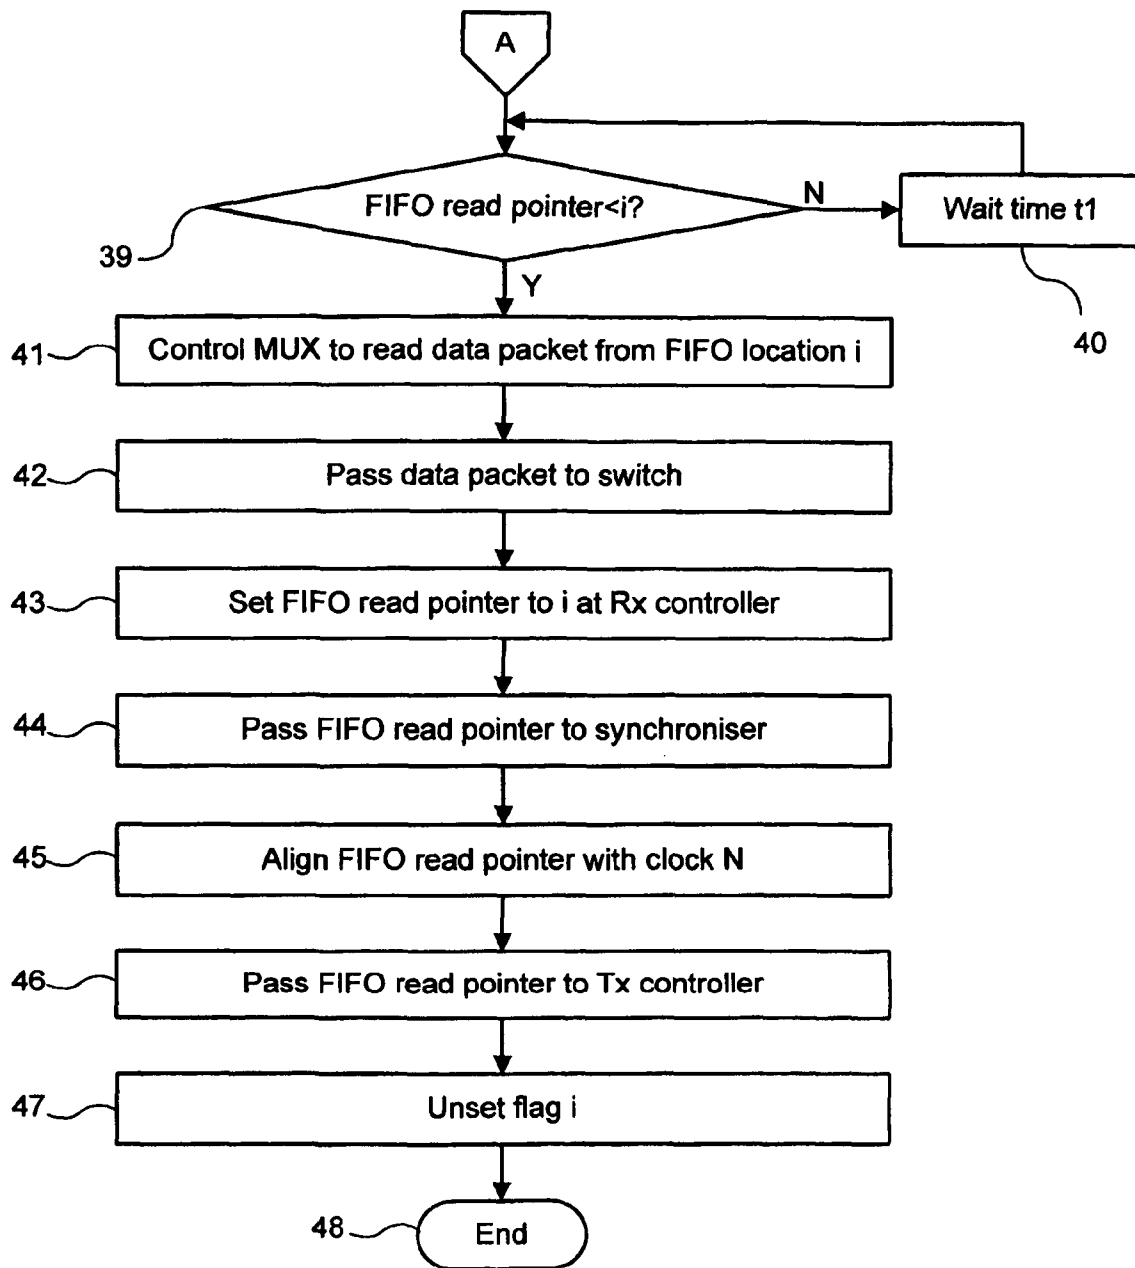 A
FIFO read pointer<i?
N
Wait time t1
39
Y
40
41
Control MUX to read data packet from FIFO location i
42
Pass data packet to switch
43
Set FIFO read pointer to i at Rx controller
44
Pass FIFO read pointer to synchroniser
45
Align FIFO read pointer with clock N
46
Pass FIFO read pointer to Tx controller
47
Unset flag i
48
End